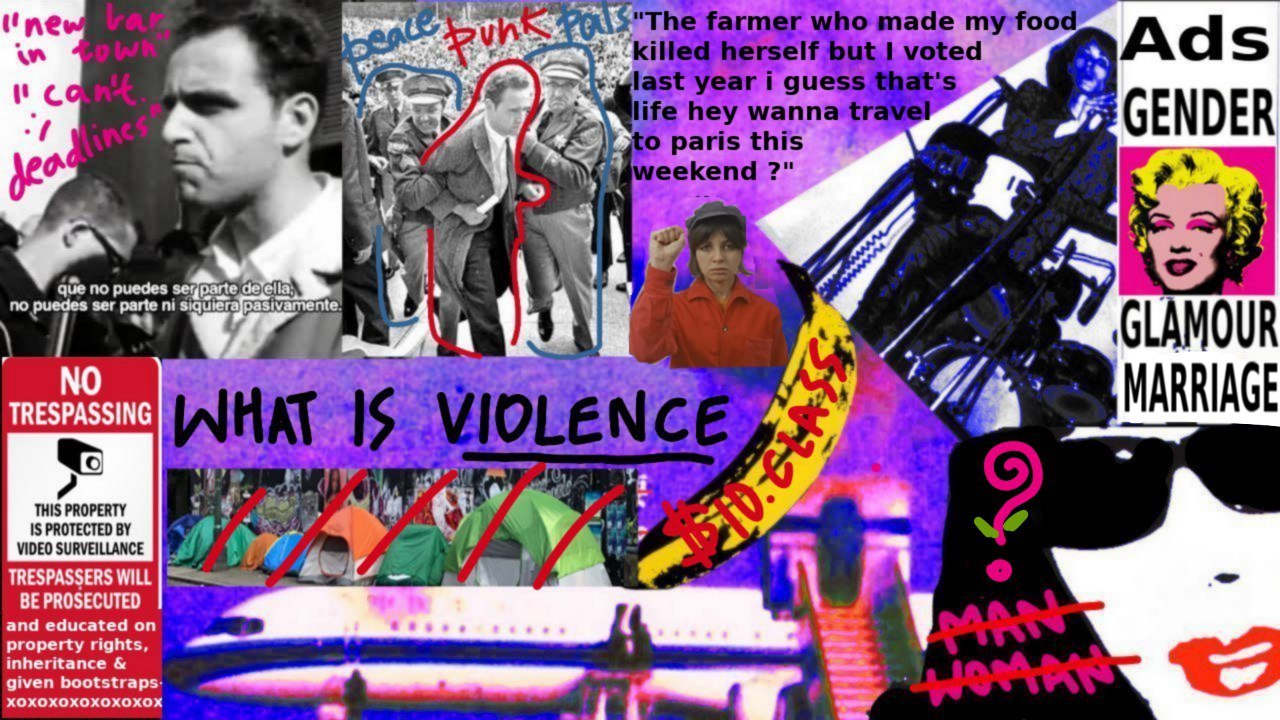 "new bar
in town"
"I can't
:/
deadlines"
que no puedes ser parte de ella,
no puedes ser parte ni siquiera pasivamente.
peace punk pals
"The farmer who made my food
killed herself but I voted
last year i guess that's
life hey wanna travel
to paris this
weekend ?"
Ads
GENDER
GLAMOUR
MARRIAGE
NO
TRESPASSING
THIS PROPERTY
IS PROTECTED BY
VIDEO SURVEILLANCE
TRESPASSERS WILL
BE PROSECUTED
and educated on
property rights,
inheritance &
given bootstraps-
xoxoxoxoxoxoxox
WHAT IS VIOLENCE
$10.CLASS
?
MAN
WOMAN